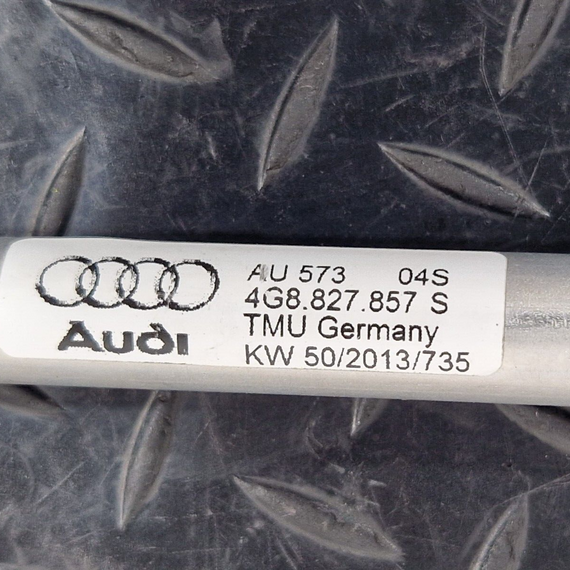 Audi
AU 573 04S
4G8.827.857 S
TMU Germany
KW 50/2013/735